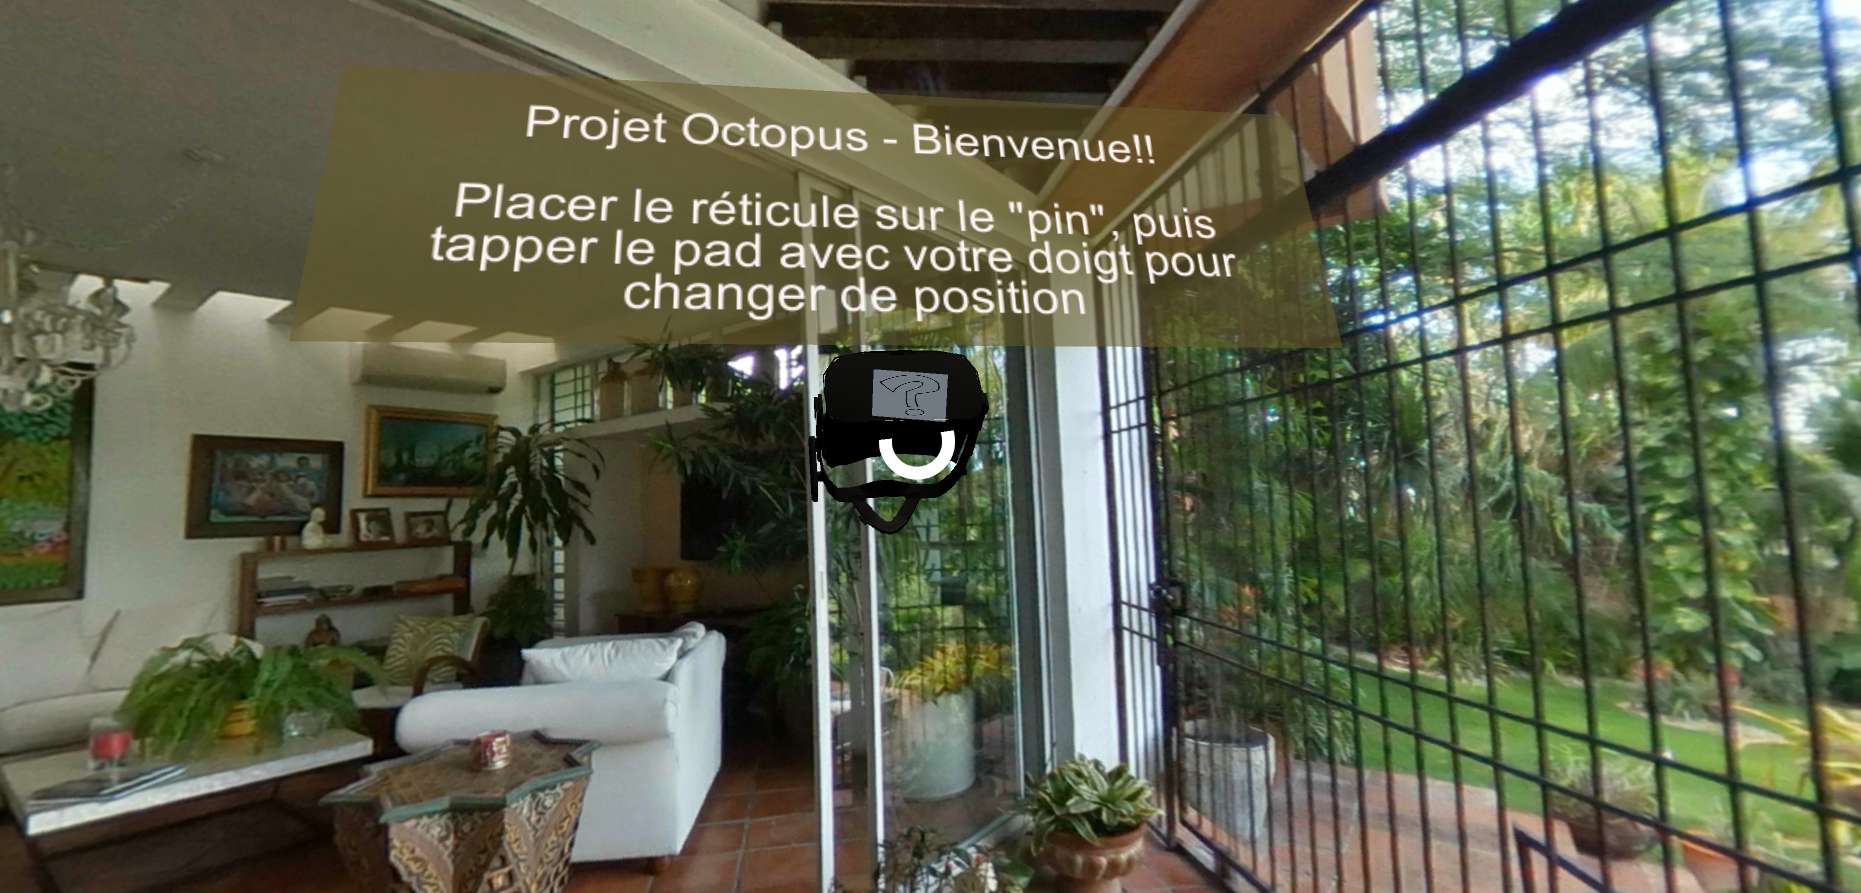 Projet Octopus - Bienvenue!!
Placer le réticule sur le "pin", puis
tapper le pad avec votre doigt pour
changer de position
?